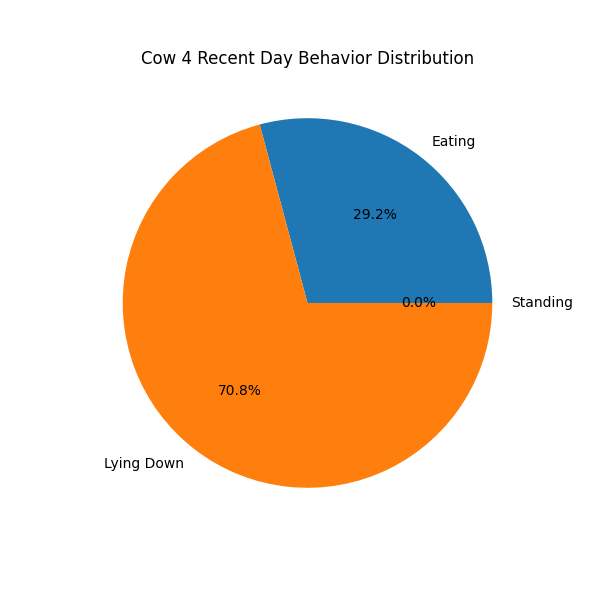 Cow 4 Recent Day Behavior Distribution
Eating
29.2%
0.0%
Standing
70.8%
Lying Down